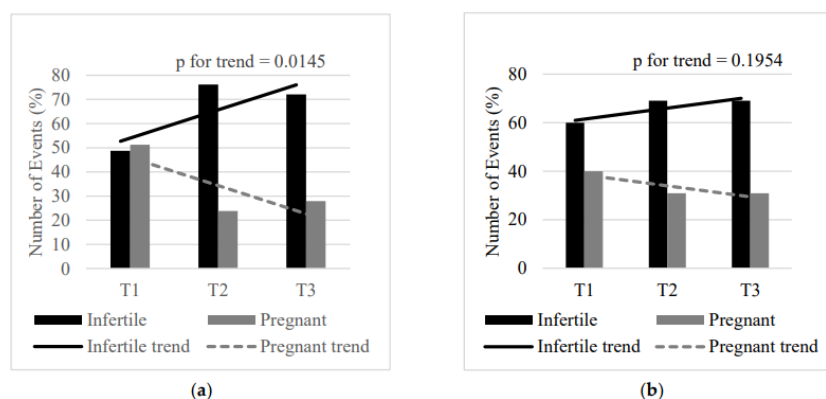 p for trend = 0.0145
Number of Events (%)
80
70
60
50
40
30
20
10
0
T1 T2 T3
Infertile Pregnant
Infertile trend Pregnant trend
(a)
p for trend = 0.1954
Number of Events (%)
80
60
40
20
0
T1 T2 T3
Infertile Pregnant
Infertile trend Pregnant trend
(b)